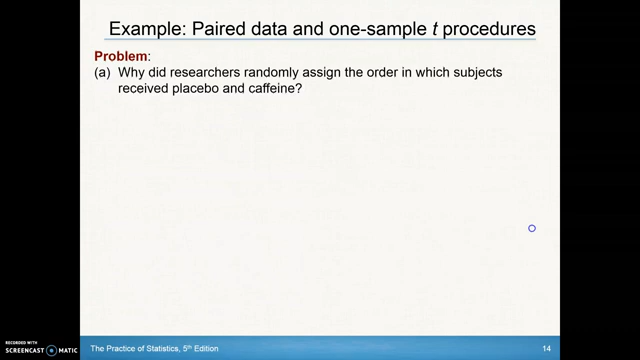 Example: Paired data and one-sample t procedures
Problem:
(a) Why did researchers randomly assign the order in which subjects
received placebo and caffeine?
The Practice of Statistics, 5th Edition
14
RECORDED WITH
SCREENCAST MATIC